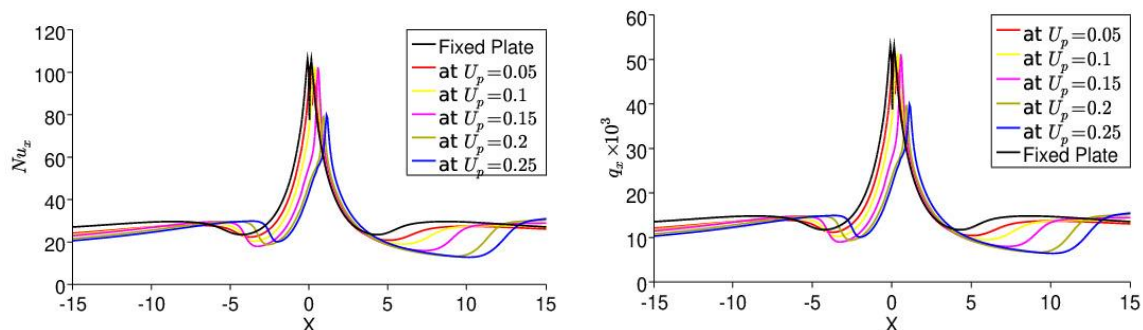 120
100
80
60
40
20
0
Nu_x
-15 -10 -5 0 5 10 15
X
Fixed Plate
at U_p=0.05
at U_p=0.1
at U_p=0.15
at U_p=0.2
at U_p=0.25
60
50
40
30
20
10
0
q_x ×10^3
-15 -10 -5 0 5 10 15
X
at U_p=0.05
at U_p=0.1
at U_p=0.15
at U_p=0.2
at U_p=0.25
Fixed Plate